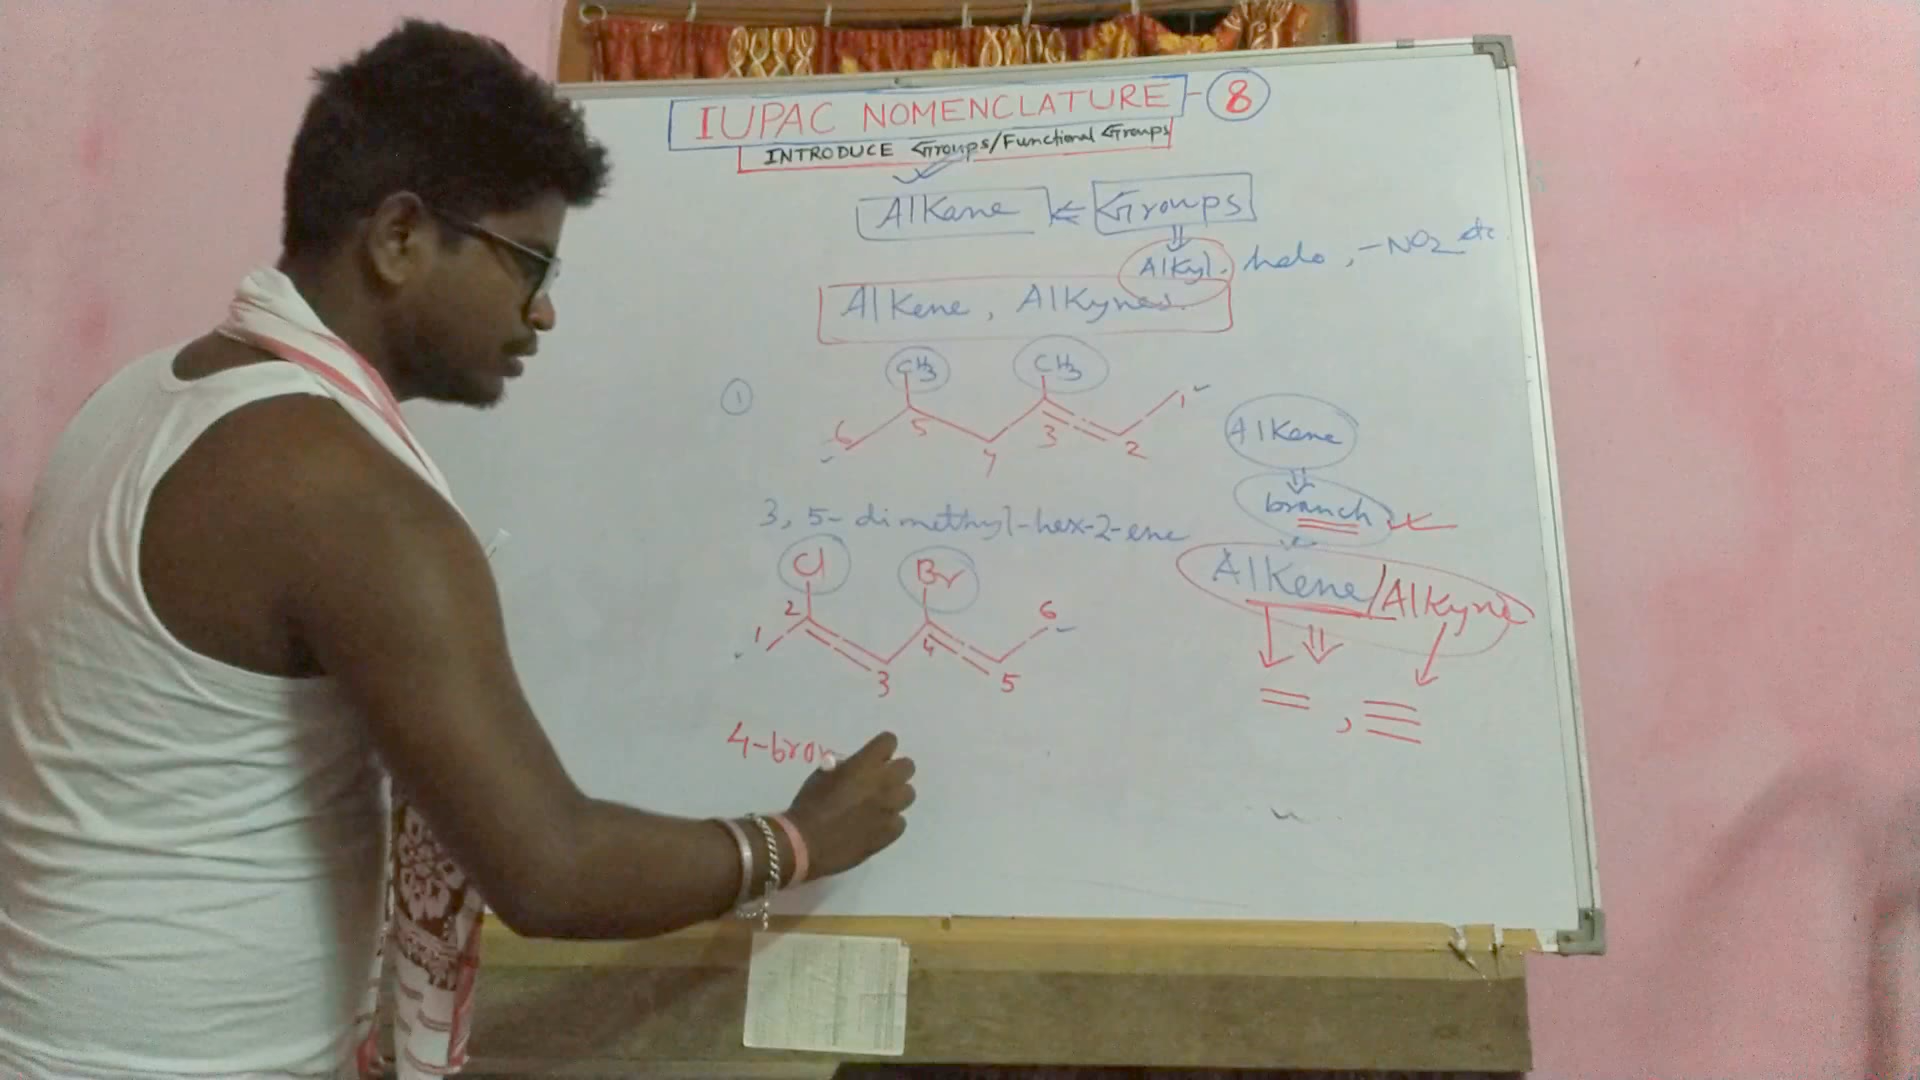 IUPAC NOMENCLATURE - 8
INTRODUCE Groups/Functional Groups
Alkane Groups
Alkyl, halo, -NO2 etc
Alkene, Alkynes
CH3 CH3
1
6 5 4 3 2 1
Alkane
branch
3, 5-dimethyl-hex-2-ene
Cl Br
Alkene/Alkyne
1 2 3 4 5 6
= , ≡
4-brom